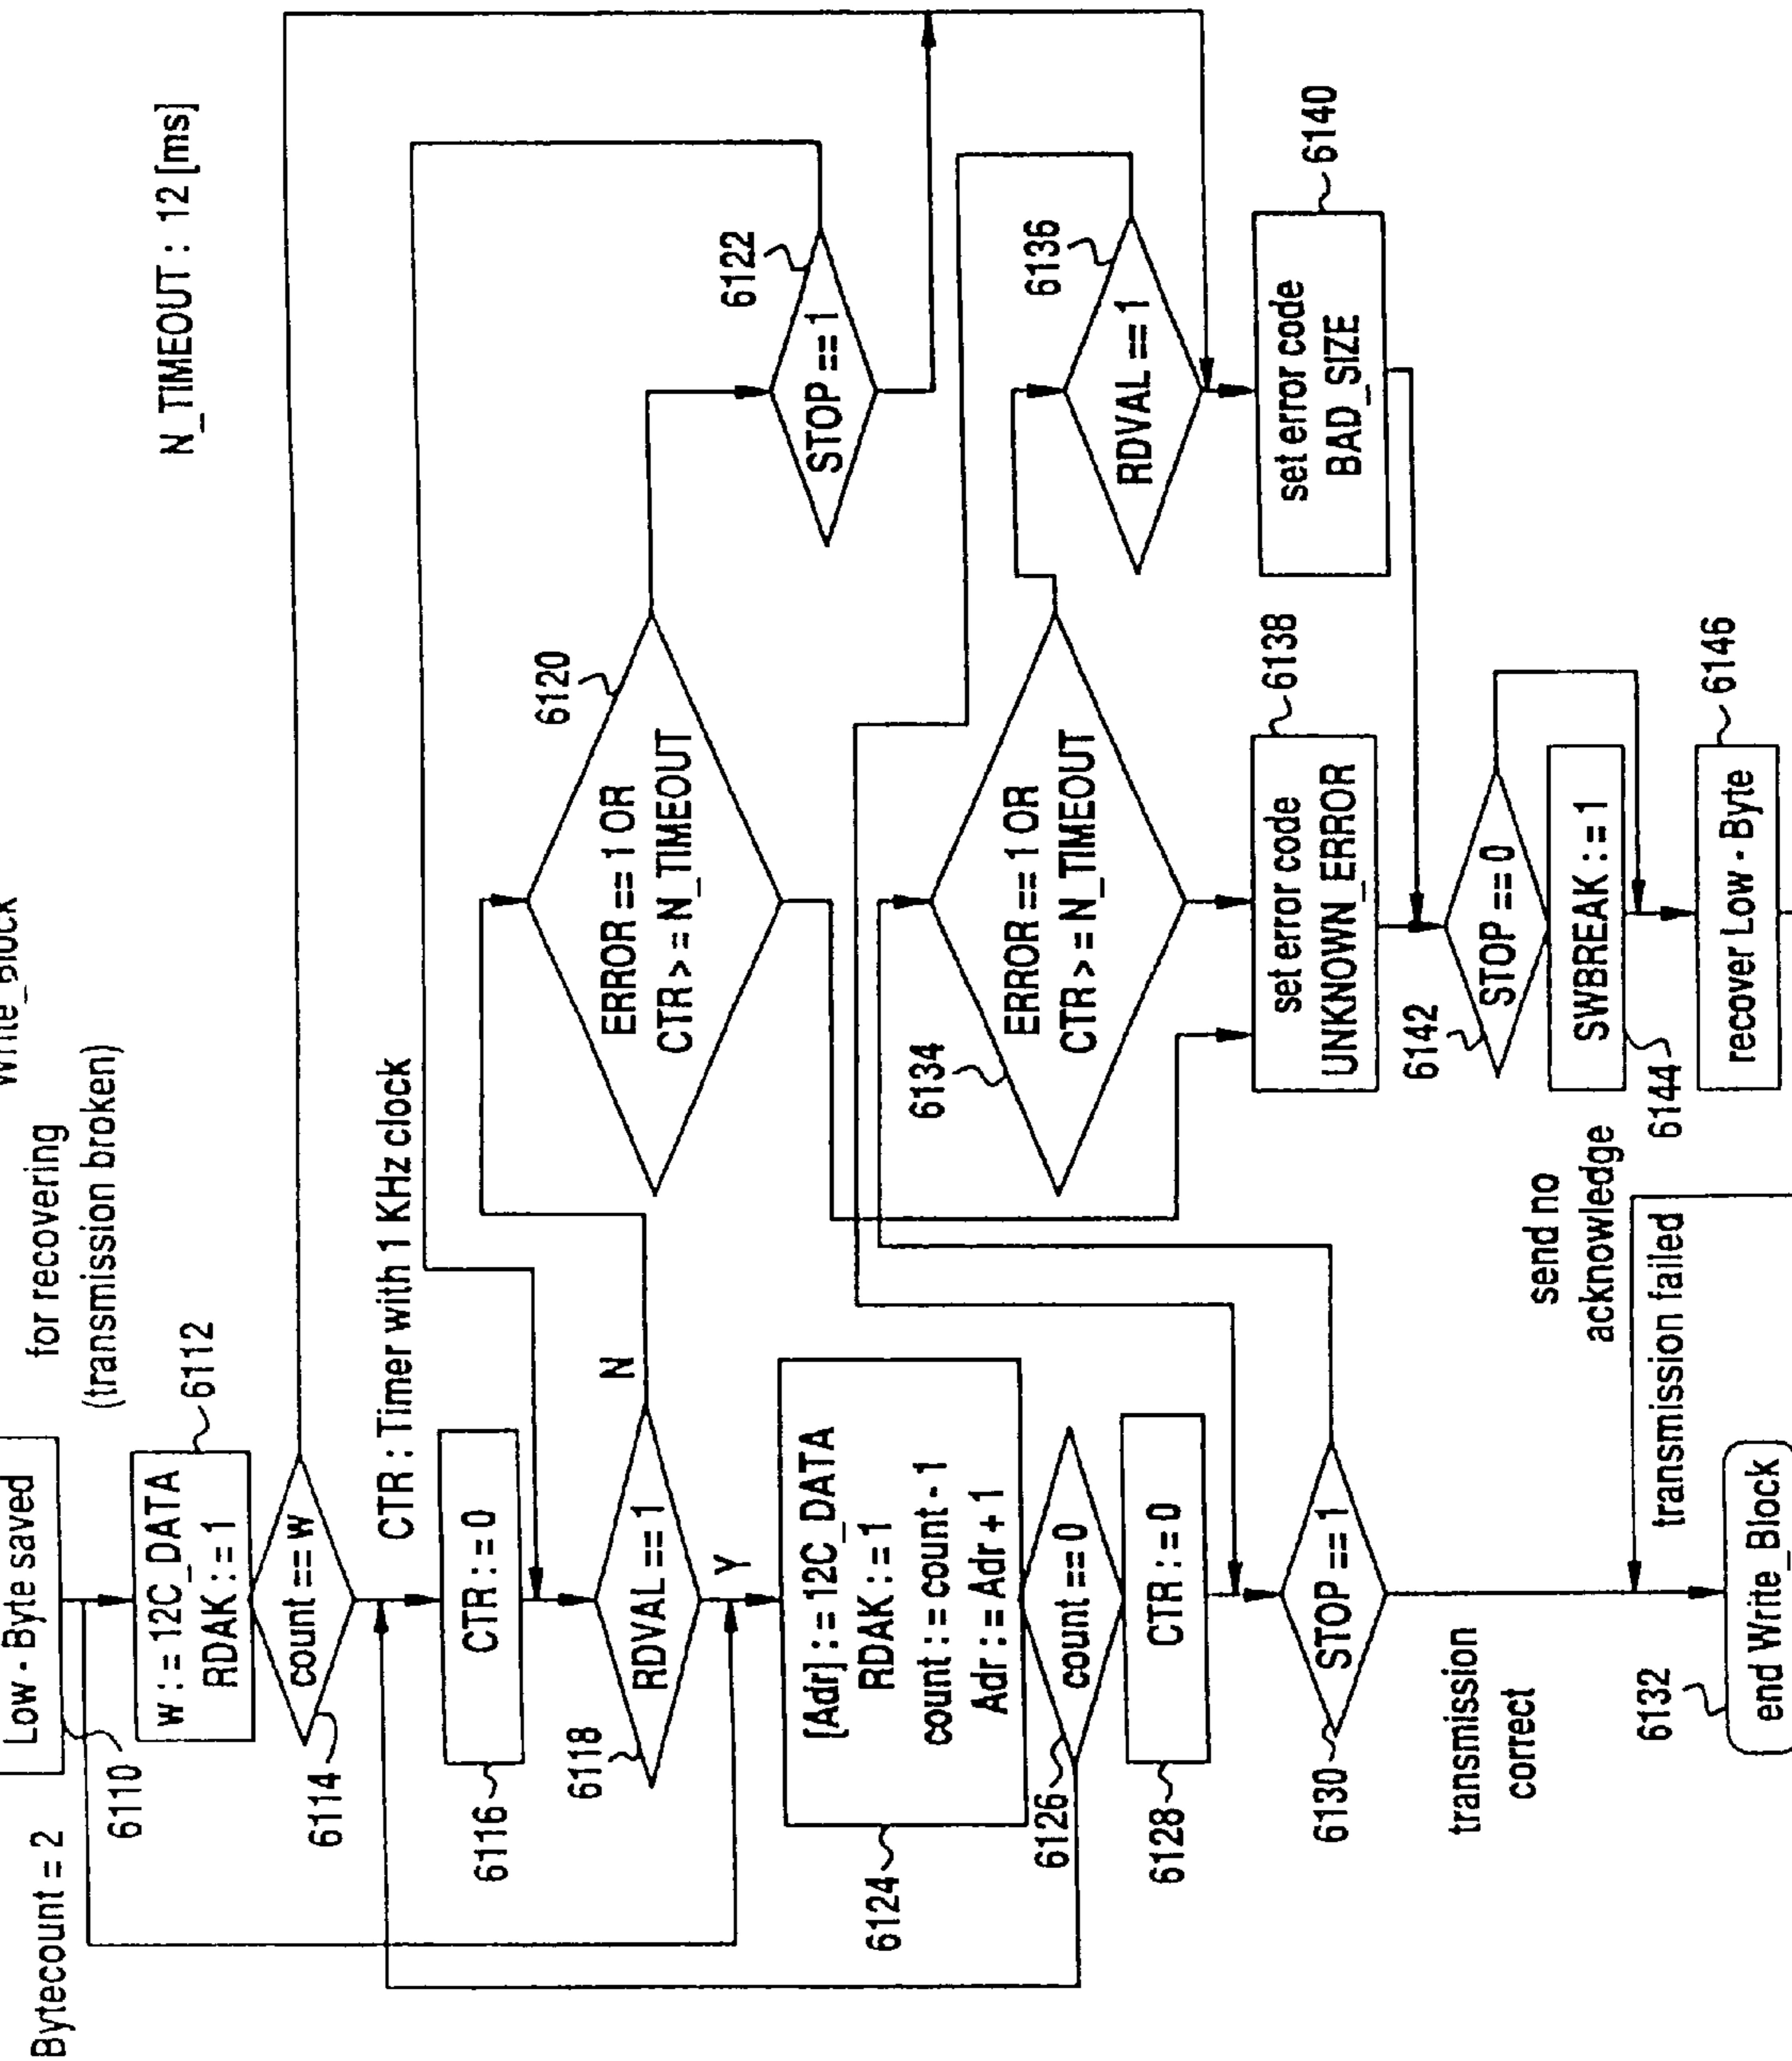 Write_Block
for recovering
(transmission broken)
N_TIMEOUT : 12 [ms]
Bytecount = 2
Low - Byte saved
6110
w : = 12C_DATA
RDAK : = 1
6112
count == w
6114
CTR : Timer with 1 KHz clock
CTR : = 0
6116
RDVAL == 1
6118
N
Y
ERROR == 1 OR
CTR > = N_TIMEOUT
6120
STOP == 1
6122
[Adr] : = 12C_DATA
RDAK : = 1
count : = count - 1
Adr : = Adr + 1
6124
count == 0
6126
CTR : = 0
6128
STOP == 1
6130
ERROR == 1 OR
CTR > = N_TIMEOUT
6134
RDVAL == 1
6136
set error code
UNKNOWN_ERROR
6138
set error code
BAD_SIZE
6140
STOP == 0
6142
SWBREAK : = 1
6144
recover Low - Byte
6146
transmission
correct
send no
acknowledge
transmission failed
6132
end Write_Block